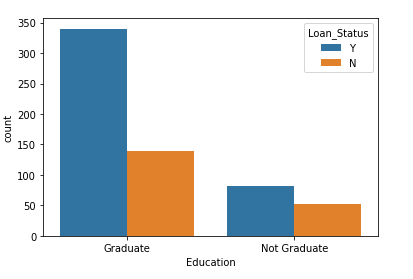 350
300
250
200
150
100
50
0
count
Loan_Status
Y
N
Graduate
Not Graduate
Education